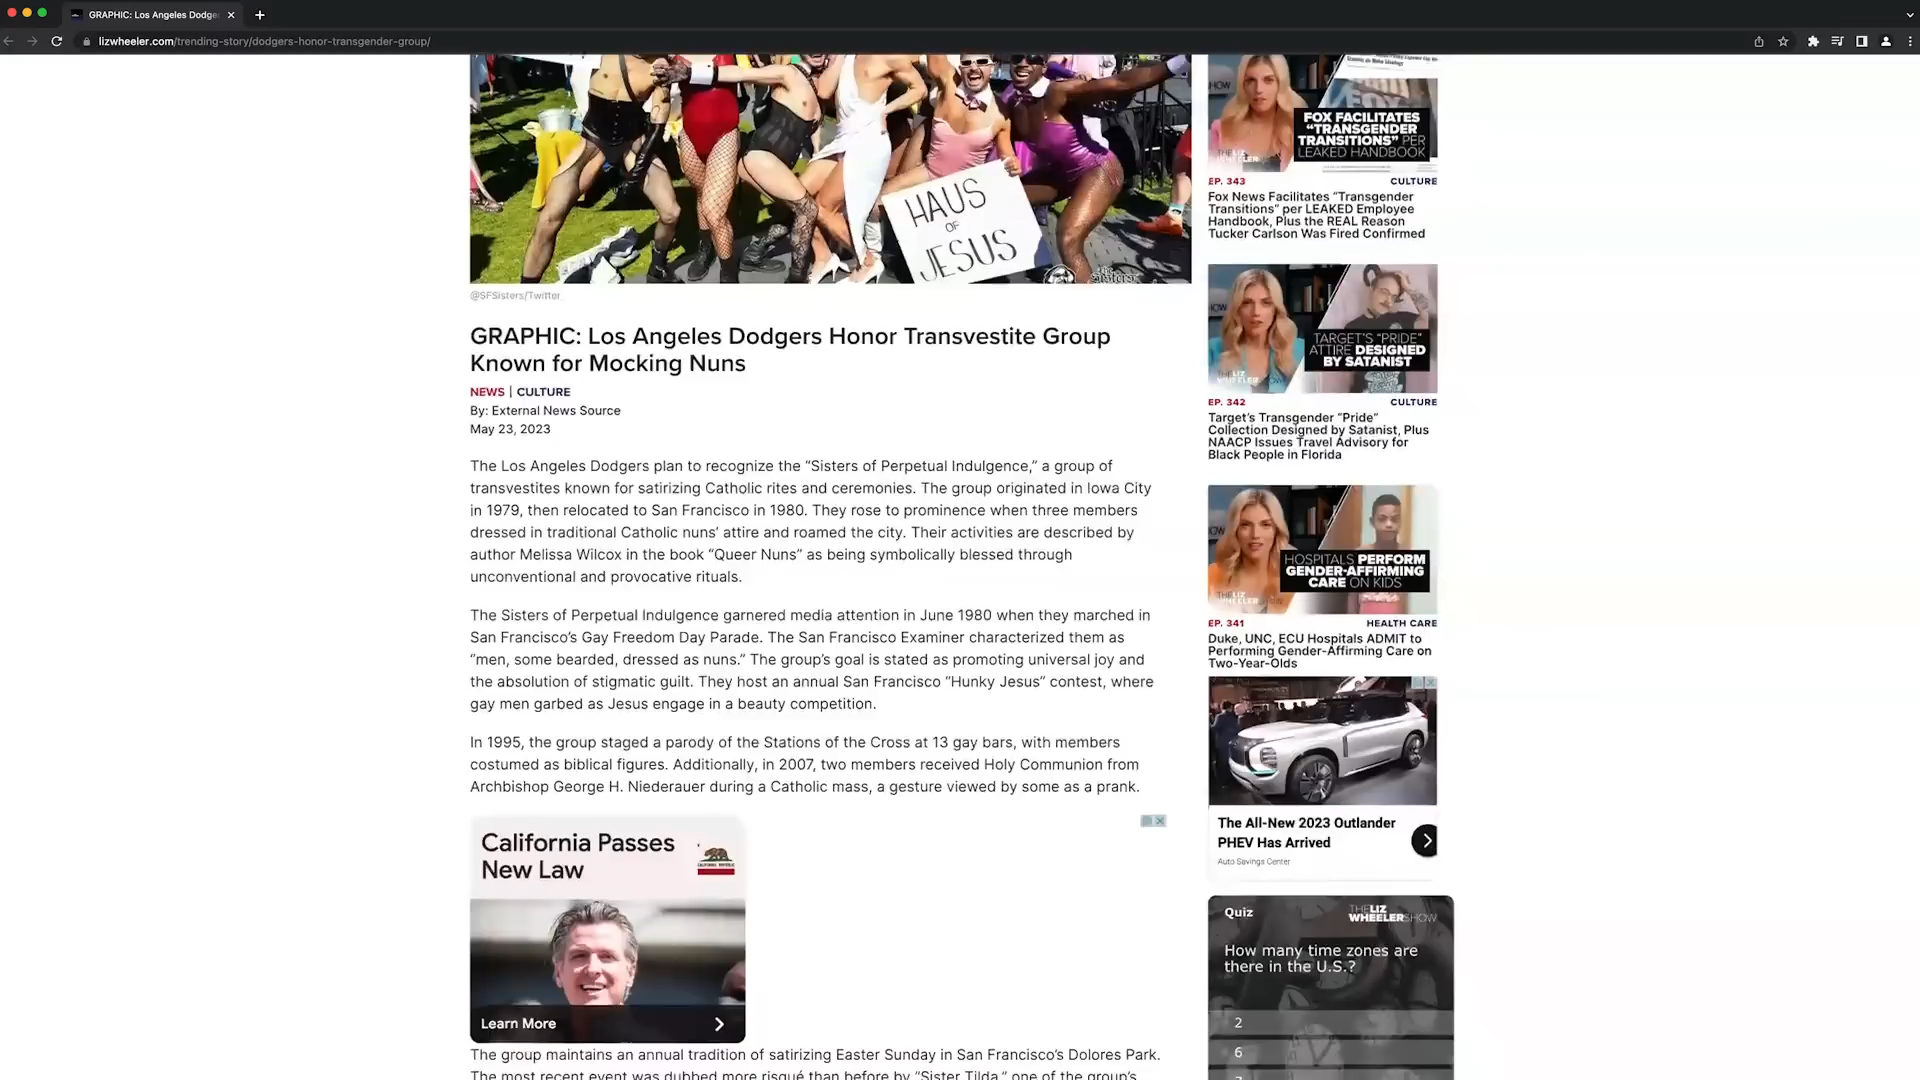 GRAPHIC: Los Angeles Dodge
lizwheeler.com/trending-story/dodgers-honor-transgender-group/
HAUS
OF
JESUS
@SFSisters/Twitter
GRAPHIC: Los Angeles Dodgers Honor Transvestite Group
Known for Mocking Nuns
NEWS | CULTURE
By: External News Source
May 23, 2023
The Los Angeles Dodgers plan to recognize the “Sisters of Perpetual Indulgence,” a group of
transvestites known for satirizing Catholic rites and ceremonies. The group originated in Iowa City
in 1979, then relocated to San Francisco in 1980. They rose to prominence when three members
dressed in traditional Catholic nuns’ attire and roamed the city. Their activities are described by
author Melissa Wilcox in the book “Queer Nuns” as being symbolically blessed through
unconventional and provocative rituals.
The Sisters of Perpetual Indulgence garnered media attention in June 1980 when they marched in
San Francisco’s Gay Freedom Day Parade. The San Francisco Examiner characterized them as
“men, some bearded, dressed as nuns.” The group’s goal is stated as promoting universal joy and
the absolution of stigmatic guilt. They host an annual San Francisco “Hunky Jesus” contest, where
gay men garbed as Jesus engage in a beauty competition.
In 1995, the group staged a parody of the Stations of the Cross at 13 gay bars, with members
costumed as biblical figures. Additionally, in 2007, two members received Holy Communion from
Archbishop George H. Niederauer during a Catholic mass, a gesture viewed by some as a prank.
California Passes
New Law
Learn More
The group maintains an annual tradition of satirizing Easter Sunday in San Francisco’s Dolores Park.
The most recent event was dubbed more risqué than before by “Sister Tilda,” one of the group’s
FOX FACILITATES
“TRANSGENDER
TRANSITIONS” PER
LEAKED HANDBOOK
EP. 343 CULTURE
Fox News Facilitates “Transgender
Transitions” per LEAKED Employee
Handbook, Plus the REAL Reason
Tucker Carlson Was Fired Confirmed
TARGET’S “PRIDE”
ATTIRE DESIGNED
BY SATANIST
EP. 342 CULTURE
Target’s Transgender “Pride”
Collection Designed by Satanist, Plus
NAACP Issues Travel Advisory for
Black People in Florida
HOSPITALS PERFORM
GENDER-AFFIRMING
CARE ON KIDS
EP. 341 HEALTH CARE
Duke, UNC, ECU Hospitals ADMIT to
Performing Gender-Affirming Care on
Two-Year-Olds
The All-New 2023 Outlander
PHEV Has Arrived
Auto Savings Center
Quiz
THE LIZ
WHEELER SHOW
How many time zones are
there in the U.S.?
2
6